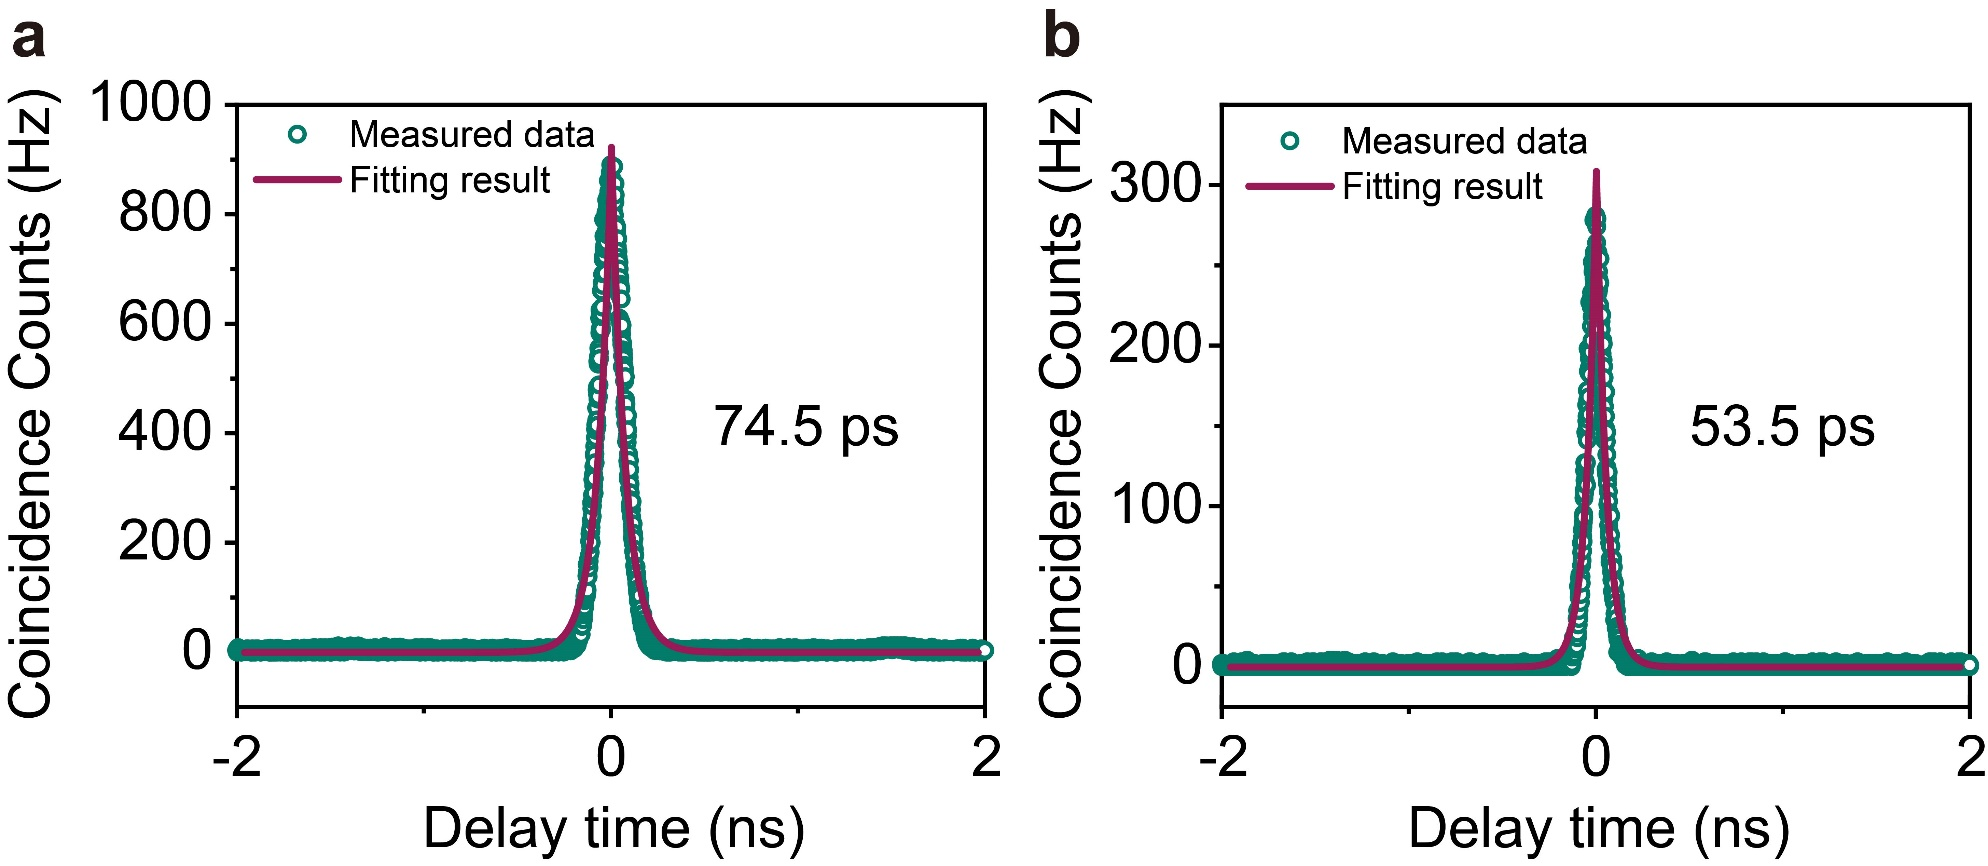 a
Coincidence Counts (Hz)
1000
800
600
400
200
0
Measured data
Fitting result
74.5 ps
-2
0
2
Delay time (ns)
b
Coincidence Counts (Hz)
300
200
100
0
Measured data
Fitting result
53.5 ps
-2
0
2
Delay time (ns)